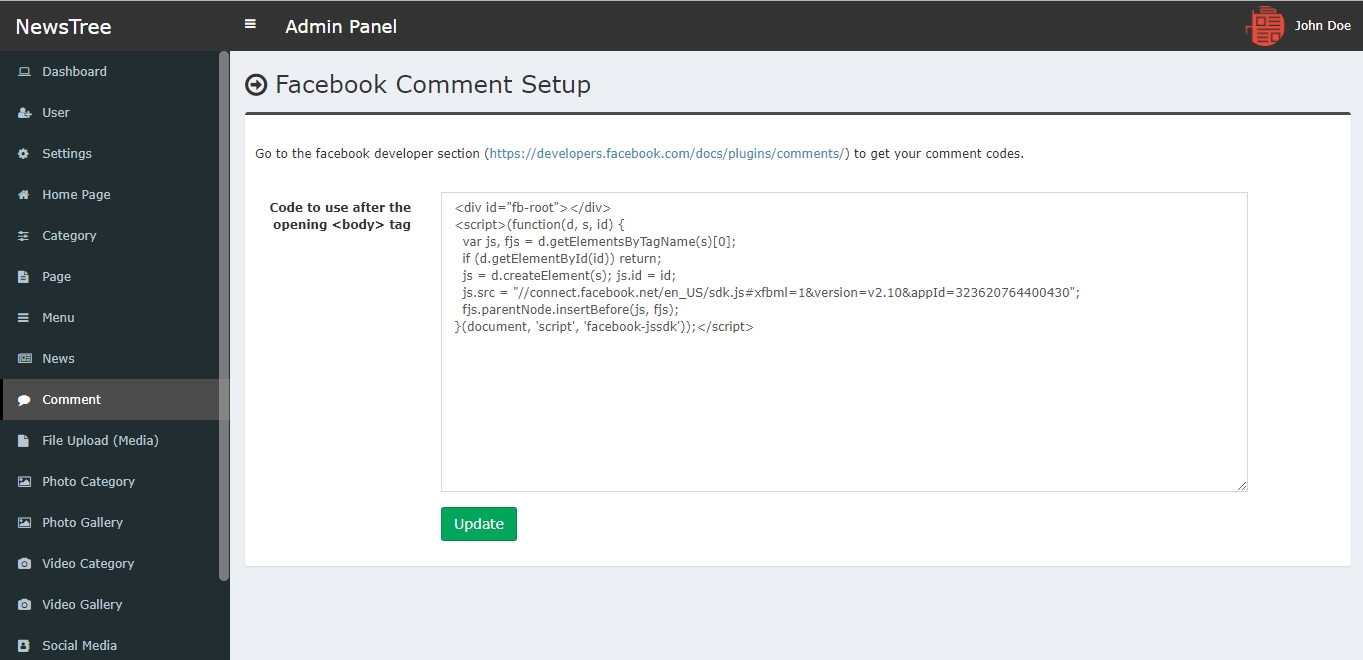 NewsTree
Admin Panel
John Doe
Dashboard
User
Settings
Home Page
Category
Page
Menu
News
Comment
File Upload (Media)
Photo Category
Photo Gallery
Video Category
Video Gallery
Social Media
Facebook Comment Setup
Go to the facebook developer section (https://developers.facebook.com/docs/plugins/comments/) to get your comment codes.
Code to use after the
opening <body> tag
<div id="fb-root"></div>
<script>(function(d, s, id) {
  var js, fjs = d.getElementsByTagName(s)[0];
  if (d.getElementById(id)) return;
  js = d.createElement(s); js.id = id;
  js.src = "//connect.facebook.net/en_US/sdk.js#xfbml=1&version=v2.10&appId=323620764400430";
  fjs.parentNode.insertBefore(js, fjs);
}(document, 'script', 'facebook-jssdk'));</script>
Update